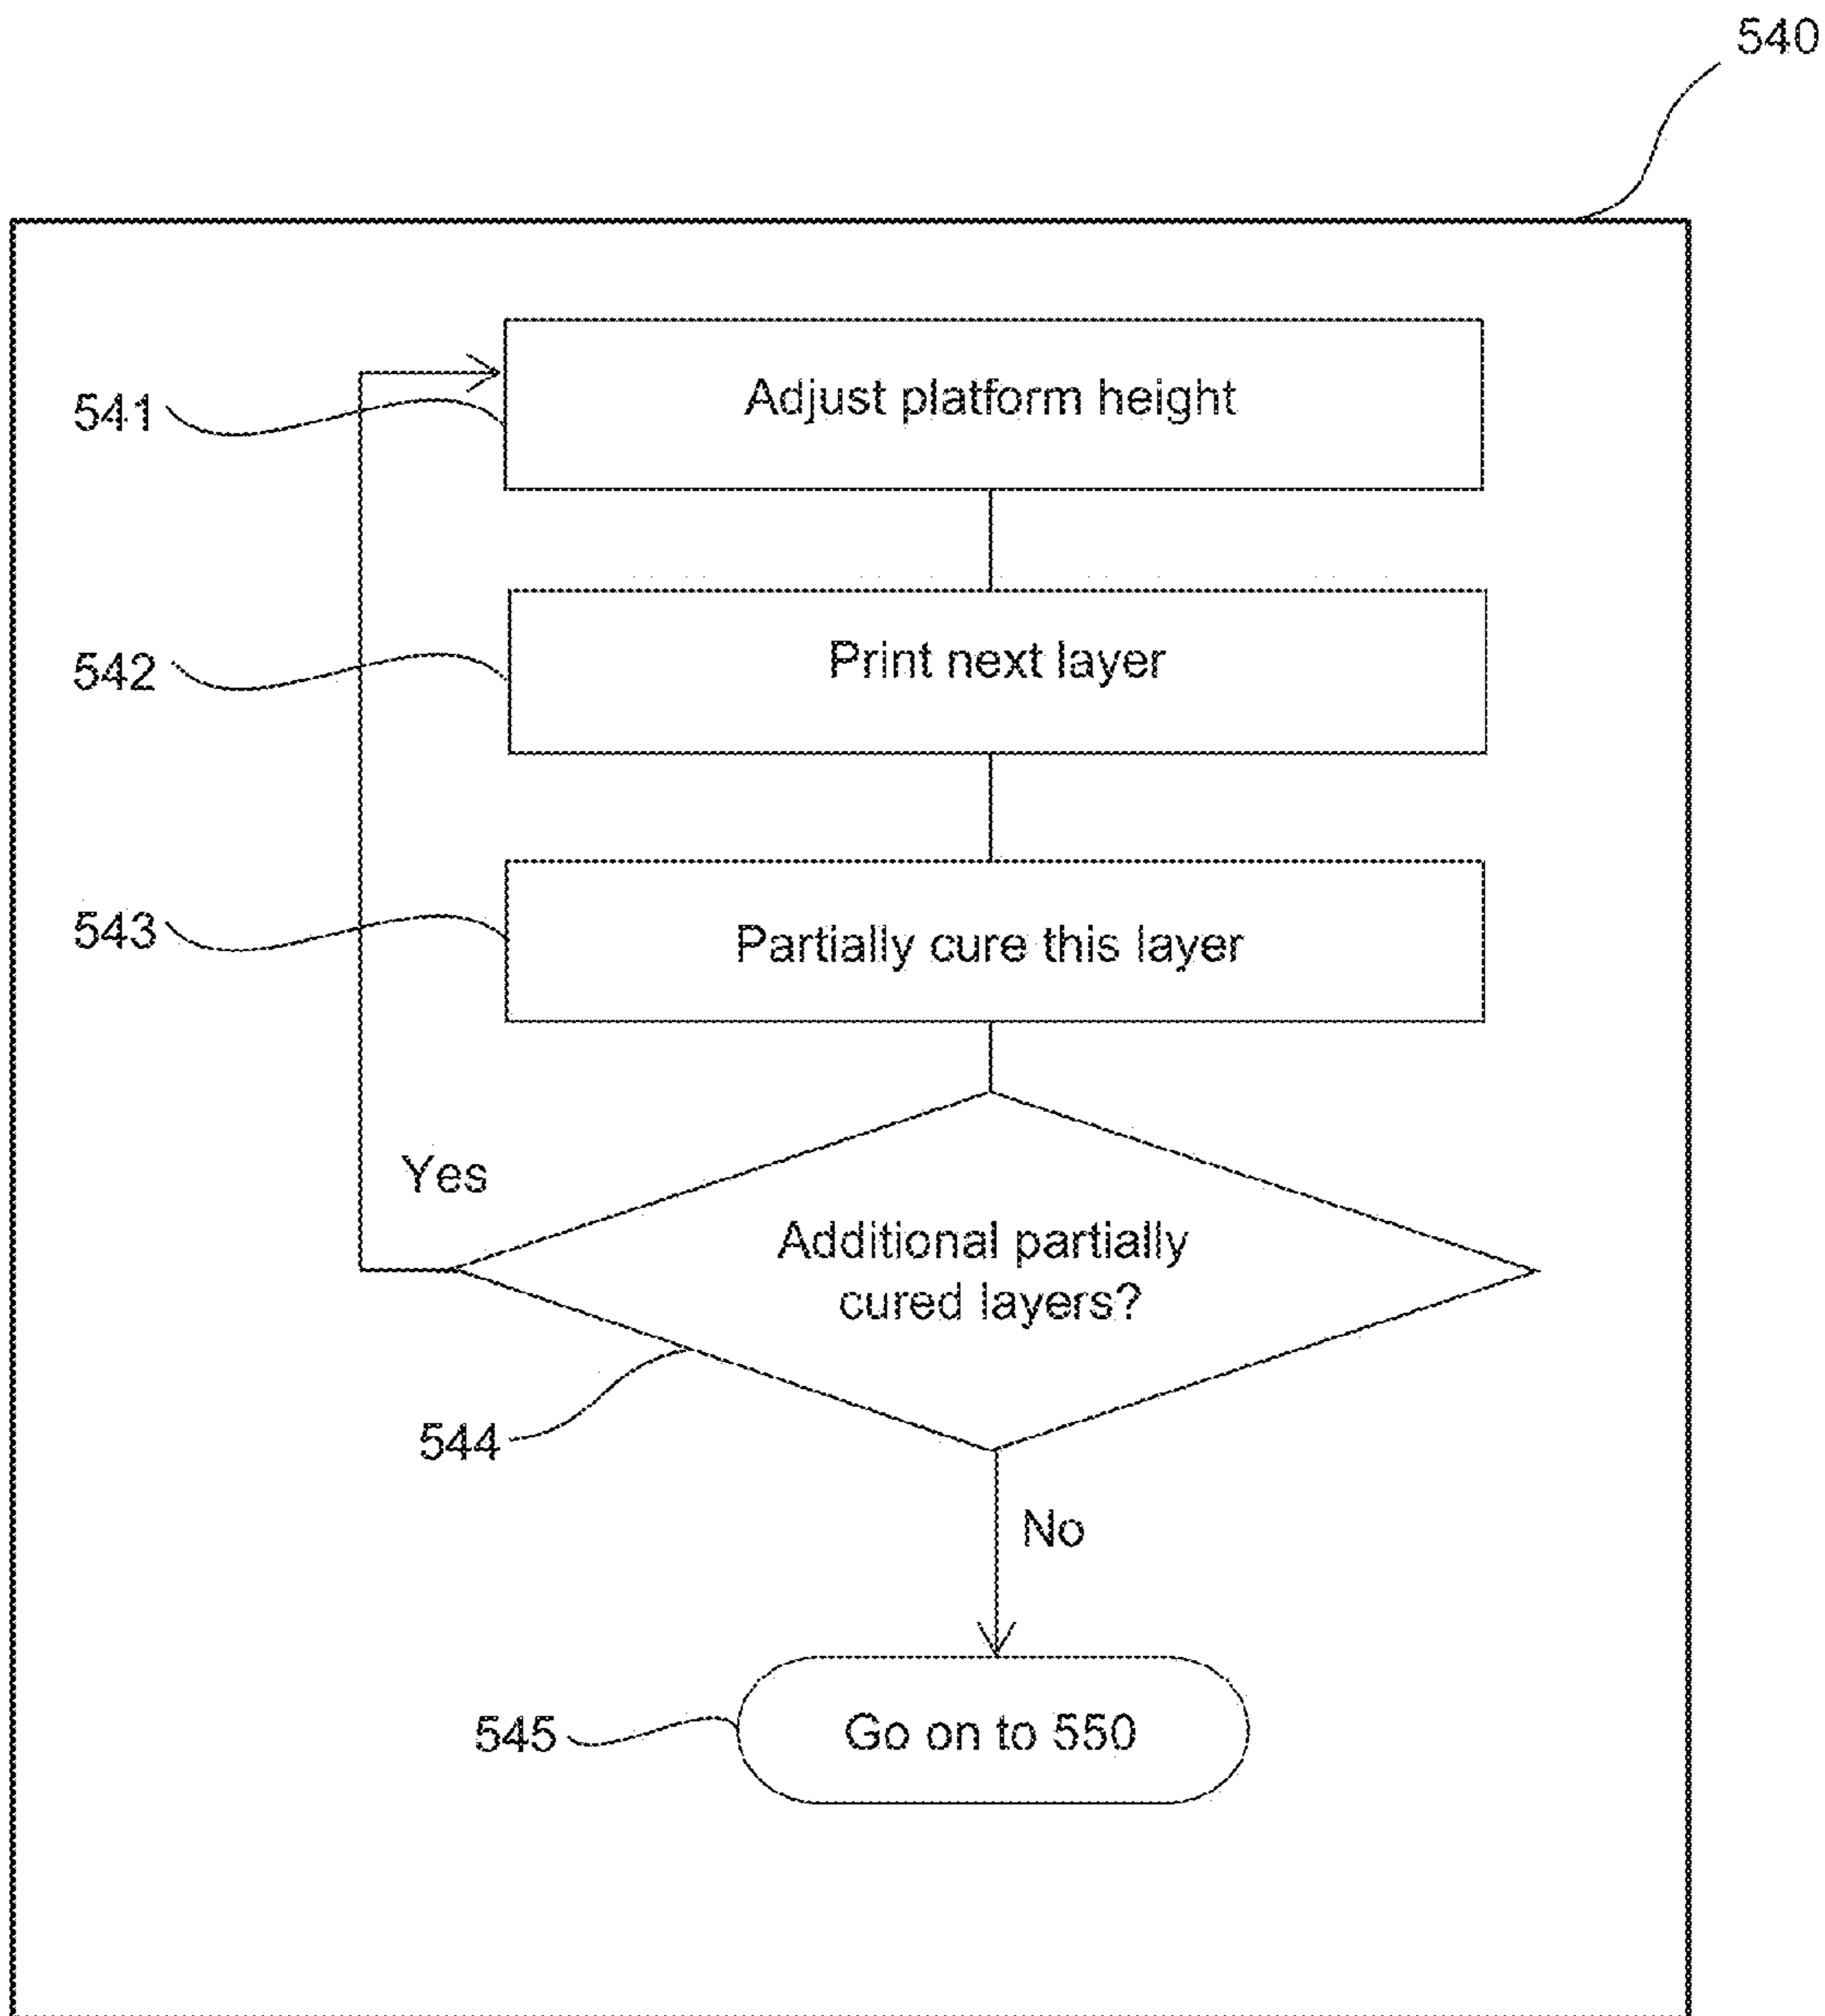 540
541
Adjust platform height
542
Print next layer
543
Partially cure this layer
Yes
Additional partially
cured layers?
544
No
545
Go on to 550